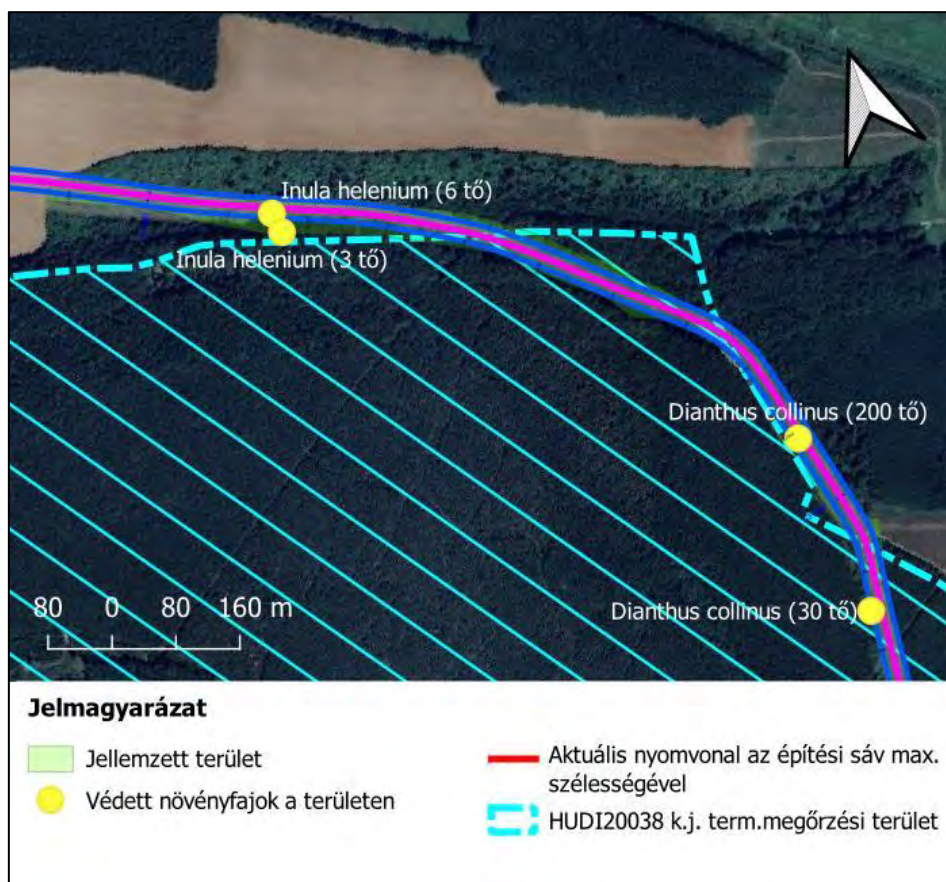 Inula helenium (6 tő)
Inula helenium (3 tő)
Dianthus collinus (200 tő)
Dianthus collinus (30 tő)
80 0 80 160 m
Jelmagyarázat
Jellemzett terület
Védett növényfajok a területen
Aktuális nyomvonal az építési sáv max.
szélességével
HUDI20038 k.j. term.megőrzési terület